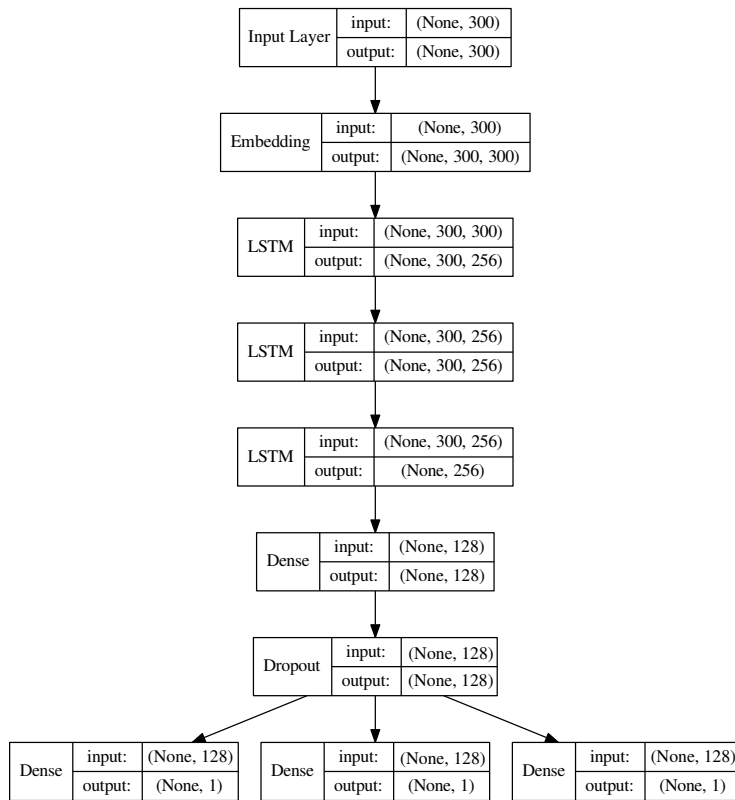 Input Layer
input: (None, 300)
output: (None, 300)
Embedding
input: (None, 300)
output: (None, 300, 300)
LSTM
input: (None, 300, 300)
output: (None, 300, 256)
LSTM
input: (None, 300, 256)
output: (None, 300, 256)
LSTM
input: (None, 300, 256)
output: (None, 256)
Dense
input: (None, 128)
output: (None, 128)
Dropout
input: (None, 128)
output: (None, 128)
Dense
input: (None, 128)
output: (None, 1)
Dense
input: (None, 128)
output: (None, 1)
Dense
input: (None, 128)
output: (None, 1)